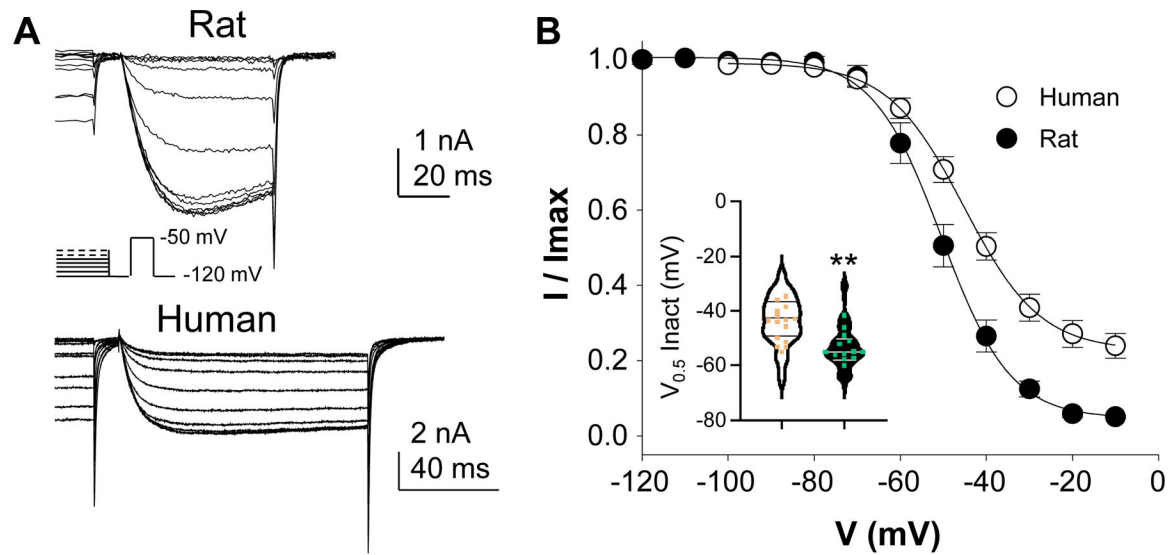 A
Rat
1 nA
20 ms
-50 mV
-120 mV
Human
2 nA
40 ms
B
1.0
0.8
0.6
0.4
0.2
0.0
I / Imax
Human
Rat
0
-20
-40
-60
-80
V0.5 Inact (mV)
**
-120 -100 -80 -60 -40 -20 0
V (mV)